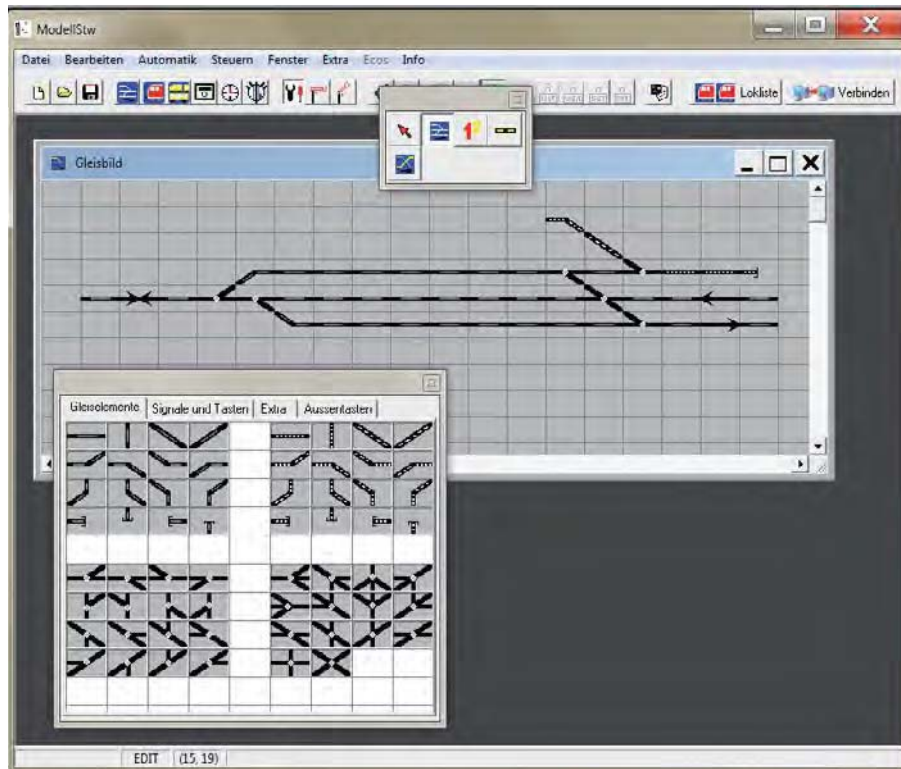 ModellStw
Datei Bearbeiten Automatik Steuern Fenster Extra Ecos Info
Lokliste Verbinden
Gleisbild
Gleiselemente Signale und Tasten Extra Aussentasten
EDIT (15, 19)